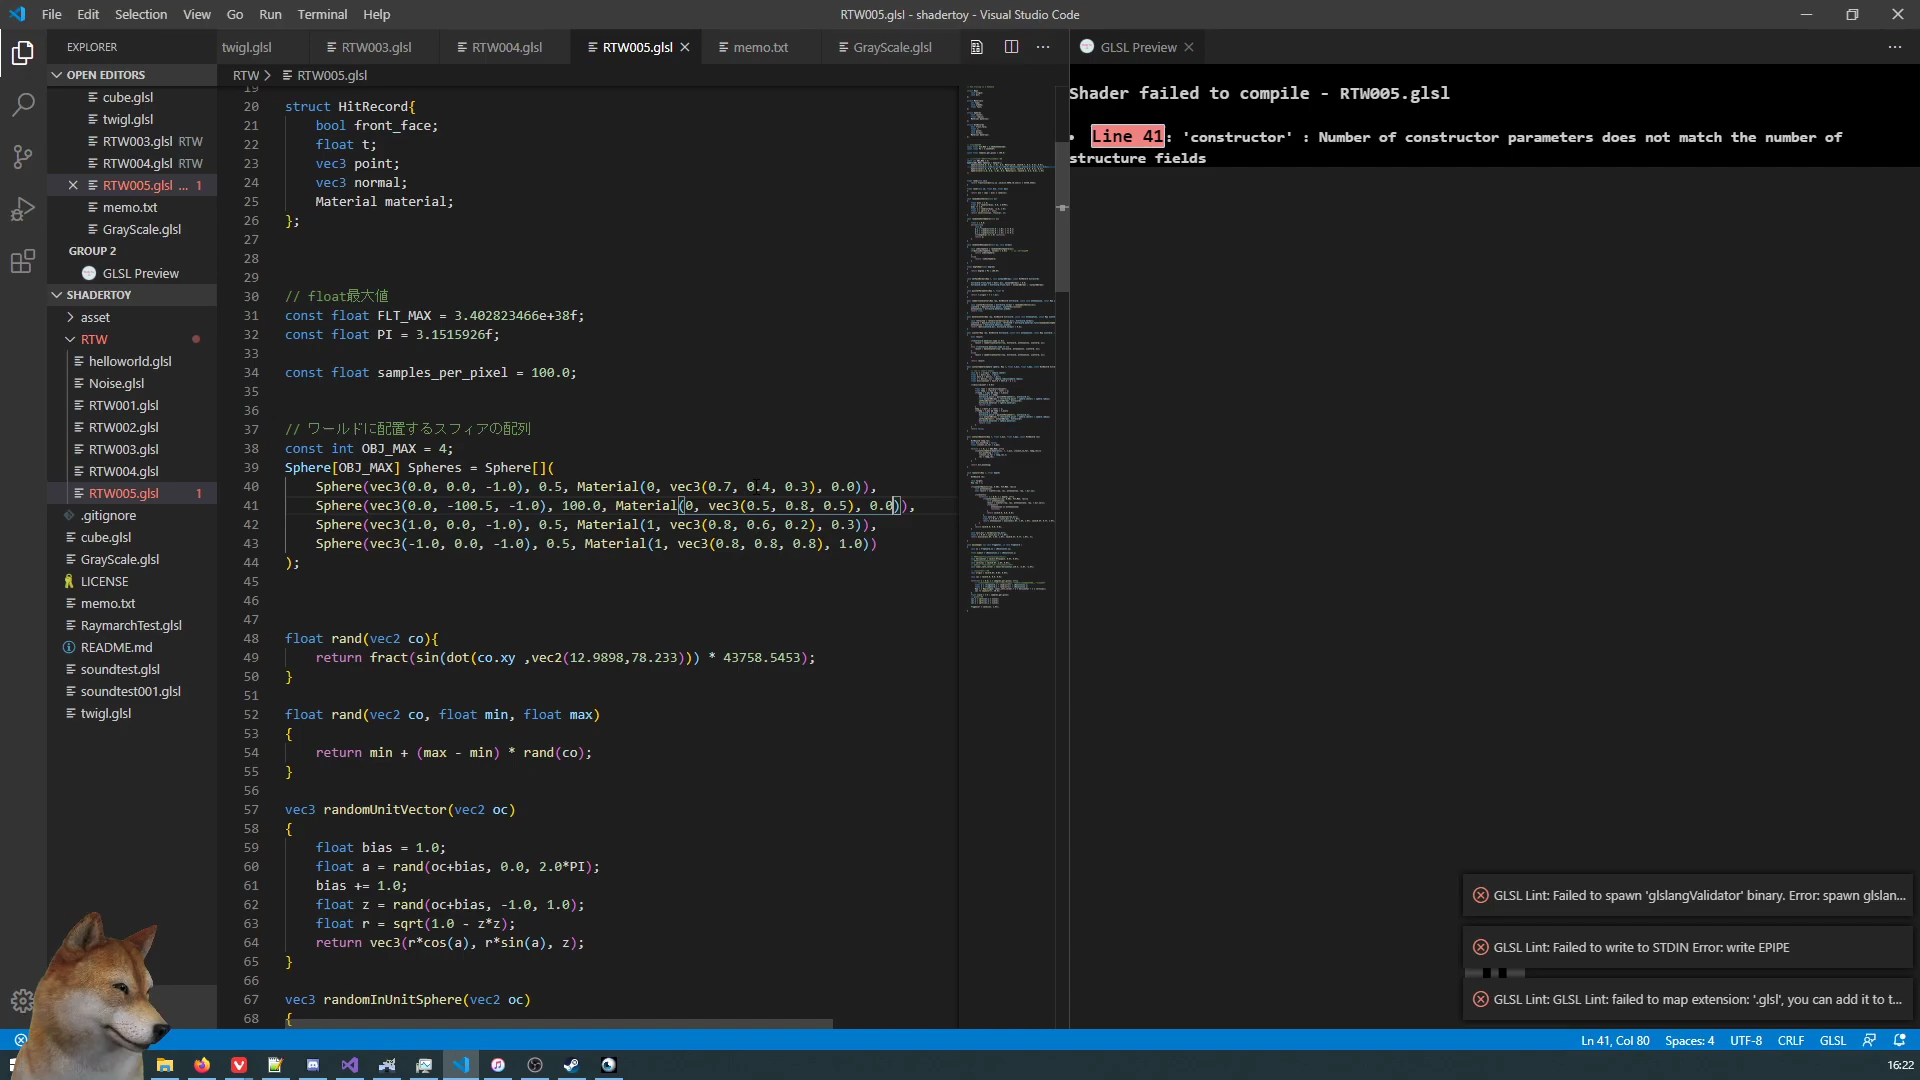 File Edit Selection View Go Run Terminal Help
RTW005.glsl - shadertoy - Visual Studio Code
EXPLORER
twigl.glsl
RTW003.glsl
RTW004.glsl
RTW005.glsl
memo.txt
GrayScale.glsl
GLSL Preview
OPEN EDITORS
cube.glsl
twigl.glsl
RTW003.glsl RTW
RTW004.glsl RTW
RTW005.glsl ... 1
memo.txt
GrayScale.glsl
GROUP 2
GLSL Preview
SHADERTOY
asset
RTW
helloworld.glsl
Noise.glsl
RTW001.glsl
RTW002.glsl
RTW003.glsl
RTW004.glsl
RTW005.glsl 1
.gitignore
cube.glsl
GrayScale.glsl
LICENSE
memo.txt
RaymarchTest.glsl
README.md
soundtest.glsl
soundtest001.glsl
twigl.glsl
RTW > RTW005.glsl
19
20 struct HitRecord{
21 bool front_face;
22 float t;
23 vec3 point;
24 vec3 normal;
25 Material material;
26 };
27
28
29
30 // float最大値
31 const float FLT_MAX = 3.402823466e+38f;
32 const float PI = 3.1515926f;
33
34 const float samples_per_pixel = 100.0;
35
36
37 // ワールドに配置するスフィアの配列
38 const int OBJ_MAX = 4;
39 Sphere[OBJ_MAX] Spheres = Sphere[](
40 Sphere(vec3(0.0, 0.0, -1.0), 0.5, Material(0, vec3(0.7, 0.4, 0.3), 0.0)),
41 Sphere(vec3(0.0, -100.5, -1.0), 100.0, Material(0, vec3(0.5, 0.8, 0.5), 0.0)),
42 Sphere(vec3(1.0, 0.0, -1.0), 0.5, Material(1, vec3(0.8, 0.6, 0.2), 0.3)),
43 Sphere(vec3(-1.0, 0.0, -1.0), 0.5, Material(1, vec3(0.8, 0.8, 0.8), 1.0))
44 );
45
46
47
48 float rand(vec2 co){
49 return fract(sin(dot(co.xy ,vec2(12.9898,78.233))) * 43758.5453);
50 }
51
52 float rand(vec2 co, float min, float max)
53 {
54 return min + (max - min) * rand(co);
55 }
56
57 vec3 randomUnitVector(vec2 oc)
58 {
59 float bias = 1.0;
60 float a = rand(oc+bias, 0.0, 2.0*PI);
61 bias += 1.0;
62 float z = rand(oc+bias, -1.0, 1.0);
63 float r = sqrt(1.0 - z*z);
64 return vec3(r*cos(a), r*sin(a), z);
65 }
66
67 vec3 randomInUnitSphere(vec2 oc)
68 {
Shader failed to compile - RTW005.glsl
• Line 41: 'constructor' : Number of constructor parameters does not match the number of
structure fields
GLSL Lint: Failed to spawn 'glslangValidator' binary. Error: spawn glslan...
GLSL Lint: Failed to write to STDIN Error: write EPIPE
GLSL Lint: GLSL Lint: failed to map extension: '.glsl', you can add it to t...
Ln 41, Col 80 Spaces: 4 UTF-8 CRLF GLSL
16:22